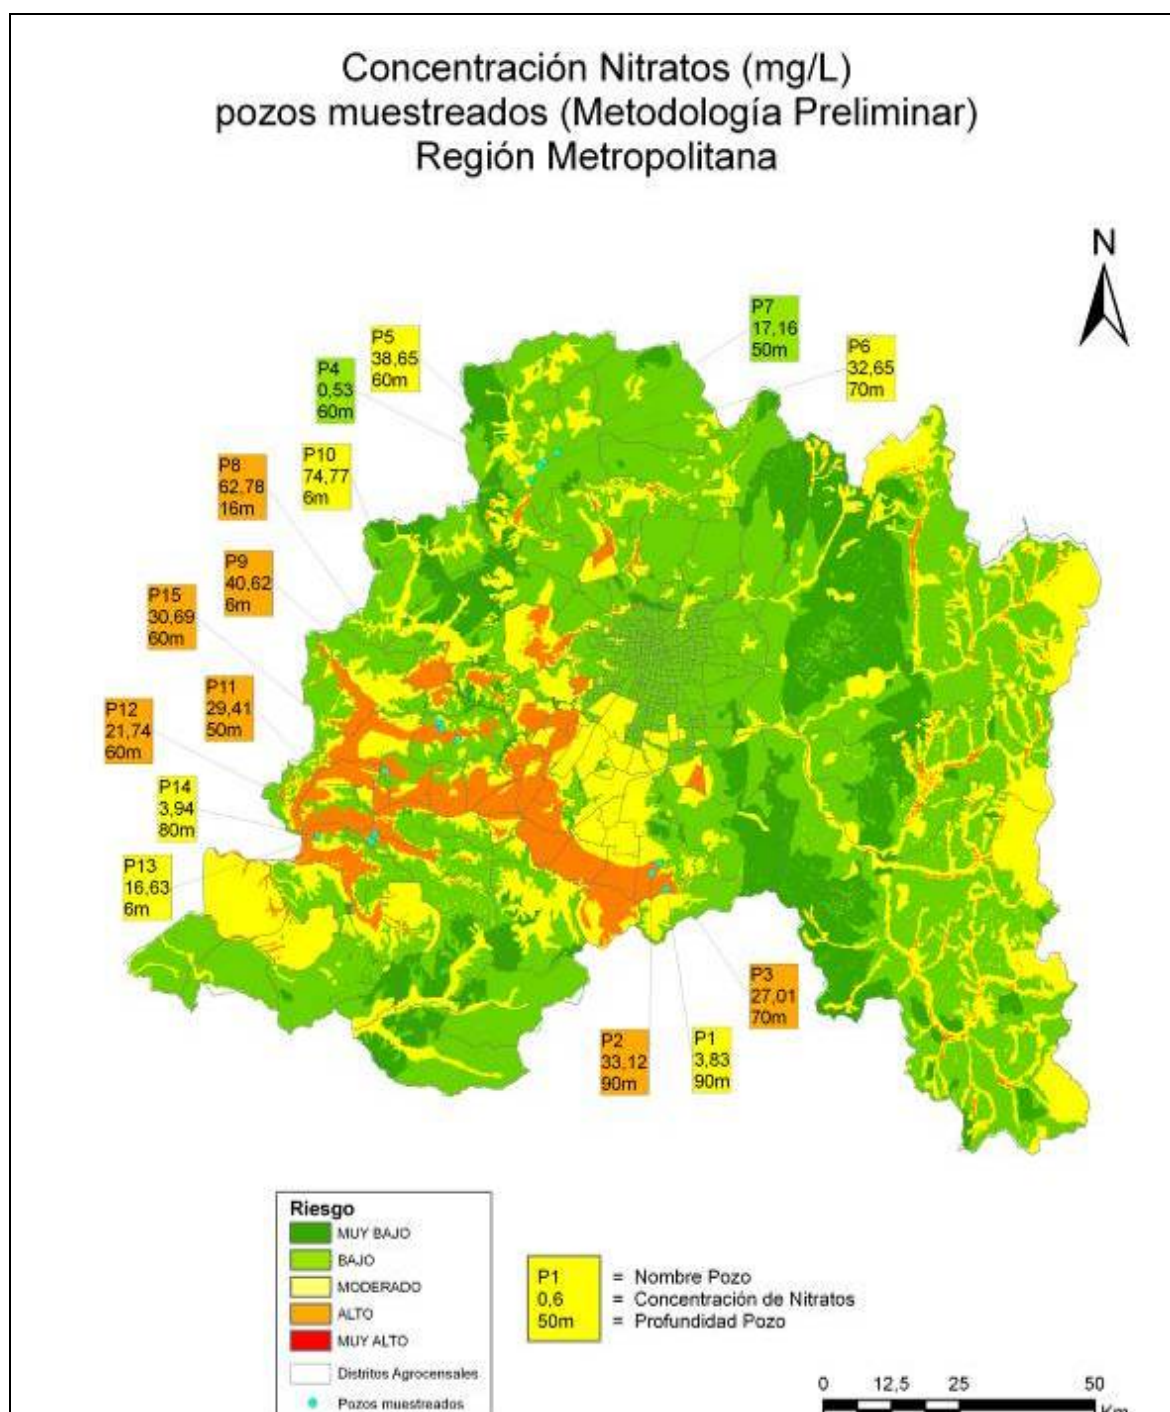 Concentración Nitratos (mg/L)
pozos muestreados (Metodología Preliminar)
Región Metropolitana
N
P7
17,16
50m
P5
38,65
60m
P6
32,65
70m
P4
0,53
60m
P10
74,77
6m
P8
62,78
16m
P9
40,62
6m
P15
30,69
60m
P11
29,41
50m
P12
21,74
60m
P14
3,94
80m
P13
16,63
6m
P3
27,01
70m
P2
33,12
90m
P1
3,83
90m
Riesgo
MUY BAJO
BAJO
MODERADO
ALTO
MUY ALTO
Distritos Agrocensales
Pozos muestreados
P1 = Nombre Pozo
0,6 = Concentración de Nitratos
50m = Profundidad Pozo
0 12,5 25 50
Km